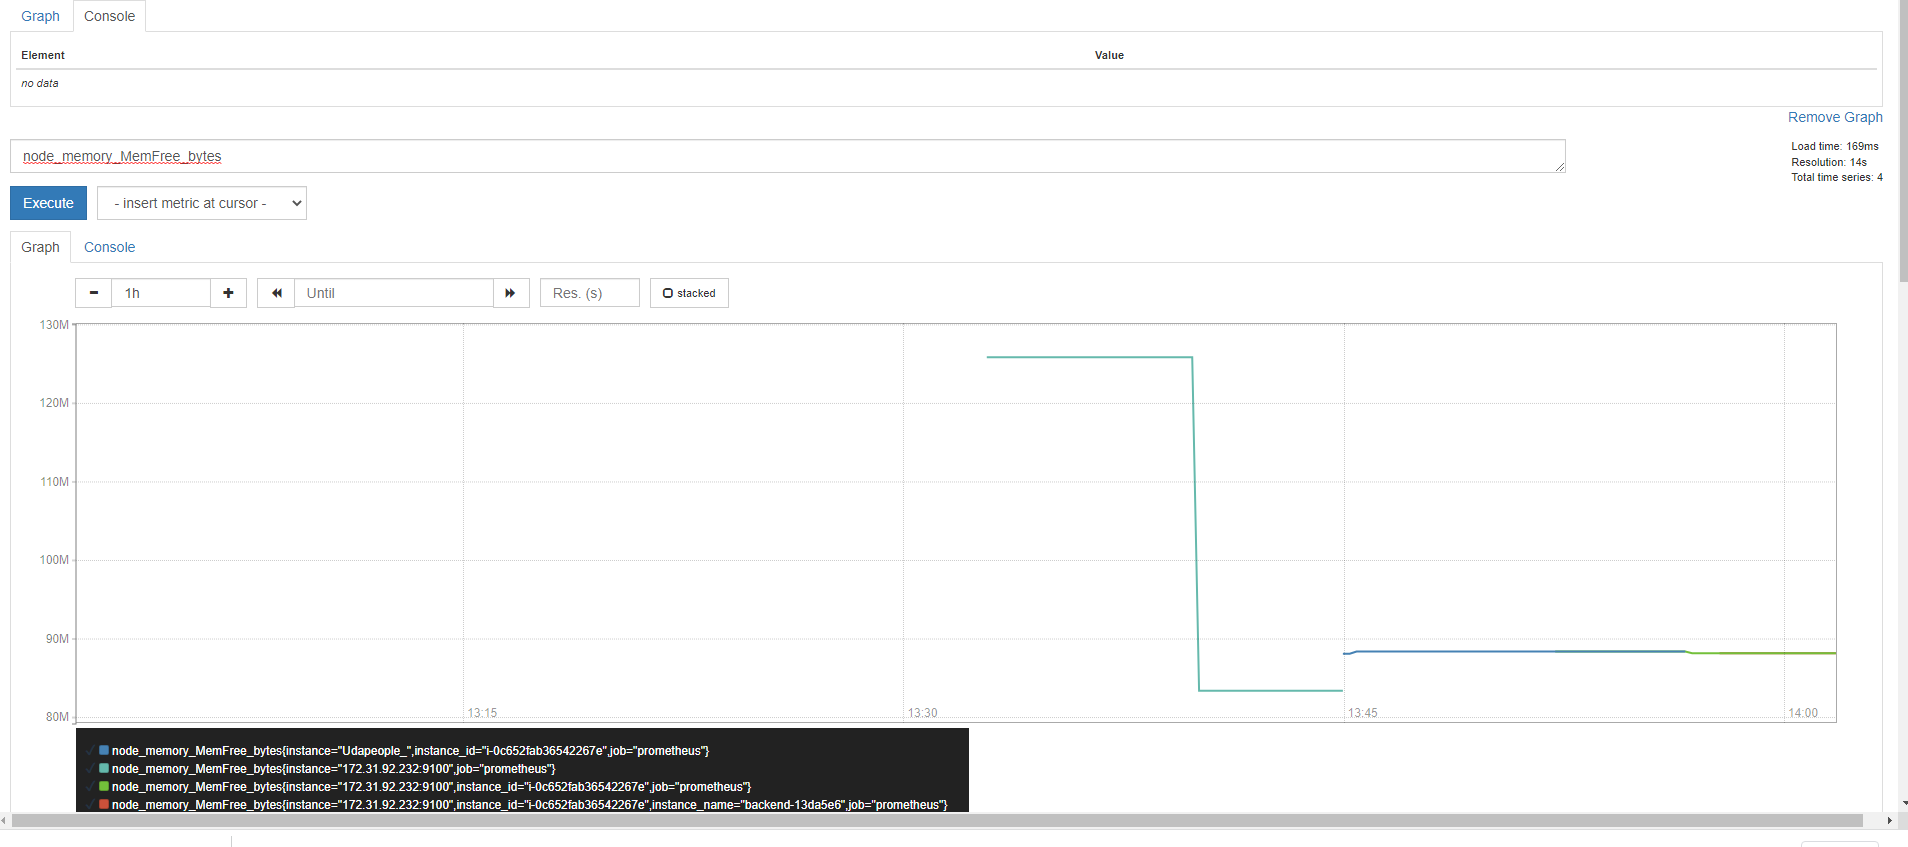 Graph Console
Element Value
no data
Remove Graph
node_memory_MemFree_bytes
Load time: 169ms
Resolution: 14s
Total time series: 4
Execute - insert metric at cursor -
Graph Console
1h Until Res. (s) stacked
130M
120M
110M
100M
90M
80M
13:15 13:30 13:45 14:00
node_memory_MemFree_bytes{instance="Udapeople_",instance_id="i-0c652fab36542267e",job="prometheus"}
node_memory_MemFree_bytes{instance="172.31.92.232:9100",job="prometheus"}
node_memory_MemFree_bytes{instance="172.31.92.232:9100",instance_id="i-0c652fab36542267e",job="prometheus"}
node_memory_MemFree_bytes{instance="172.31.92.232:9100",instance_id="i-0c652fab36542267e",instance_name="backend-13da5e6",job="prometheus"}